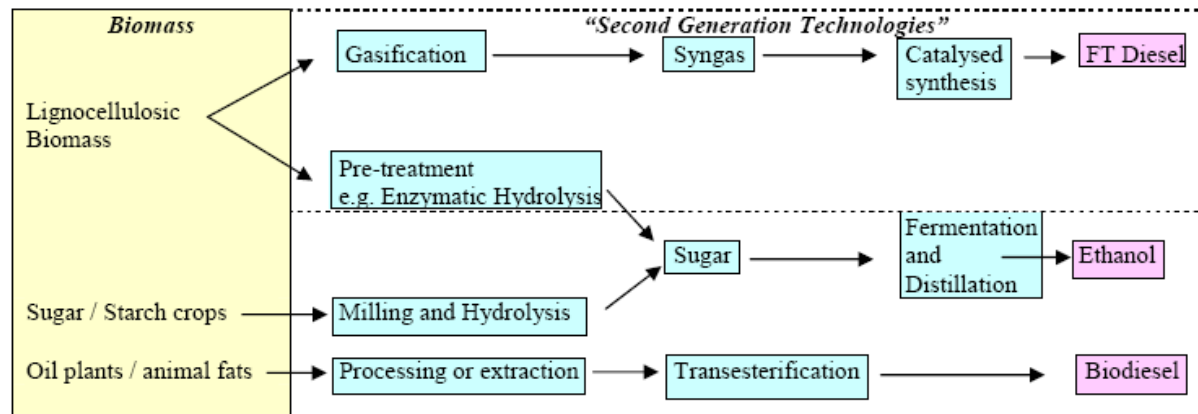 Biomass
“Second Generation Technologies”
Gasification
Syngas
Catalysed
synthesis
FT Diesel
Lignocellulosic
Biomass
Pre-treatment
e.g. Enzymatic Hydrolysis
Sugar
Fermentation
and
Distillation
Ethanol
Sugar / Starch crops
Milling and Hydrolysis
Oil plants / animal fats
Processing or extraction
Transesterification
Biodiesel